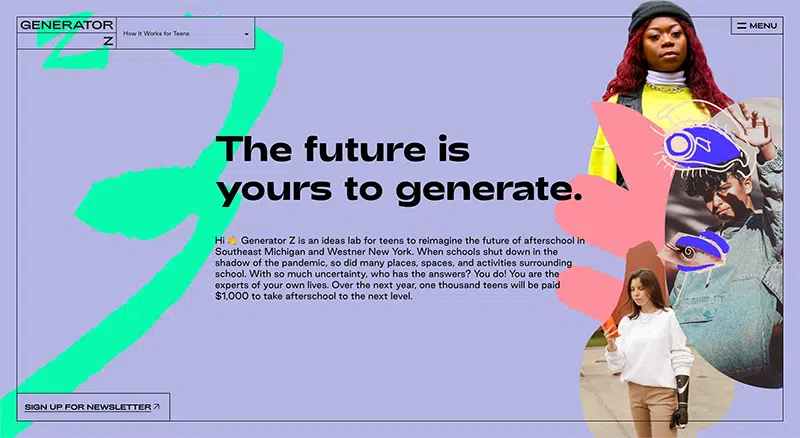 GENERATOR
Z
How it Works for Teens
MENU
The future is
yours to generate.
Hi 👋 Generator Z is an ideas lab for teens to reimagine the future of afterschool in
Southeast Michigan and Westner New York. When schools shut down in the
shadow of the pandemic, so did many places, spaces, and activities surrounding
school. With so much uncertainty, who has the answers? You do! You are the
experts of your own lives. Over the next year, one thousand teens will be paid
$1,000 to take afterschool to the next level.
SIGN UP FOR NEWSLETTER↗